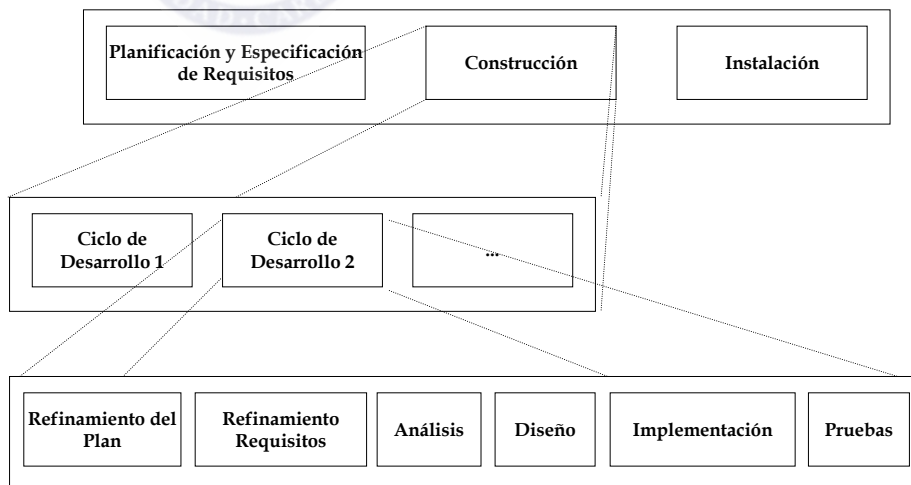 Planificación y Especificación
de Requisitos
Construcción
Instalación
Ciclo de
Desarrollo 1
Ciclo de
Desarrollo 2
...
Refinamiento del
Plan
Refinamiento
Requisitos
Análisis
Diseño
Implementación
Pruebas